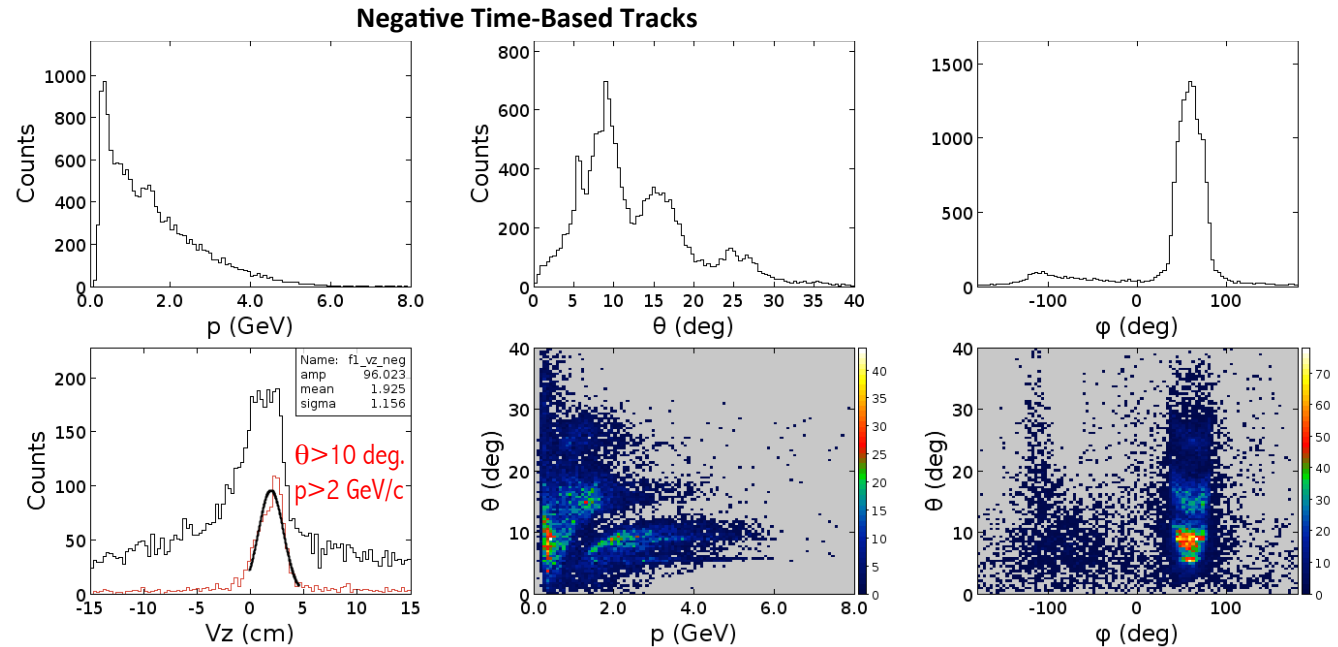 Negative Time-Based Tracks
Counts
1000
800
600
400
200
0
0.0 2.0 4.0 6.0 8.0
p (GeV)
Counts
800
600
400
200
0
0 5 10 15 20 25 30 35 40
θ (deg)
1500
1000
500
0
-100 0 100
φ (deg)
Counts
200
150
100
50
0
-15 -10 -5 0 5 10 15
Vz (cm)
Name: f1_vz_neg
amp 96.023
mean 1.925
sigma 1.156
θ>10 deg.
p>2 GeV/c
θ (deg)
40
30
20
10
0
0.0 2.0 4.0 6.0 8.0
p (GeV)
40
35
30
25
20
15
10
5
0
θ (deg)
40
30
20
10
0
-100 0 100
φ (deg)
70
60
50
40
30
20
10
0